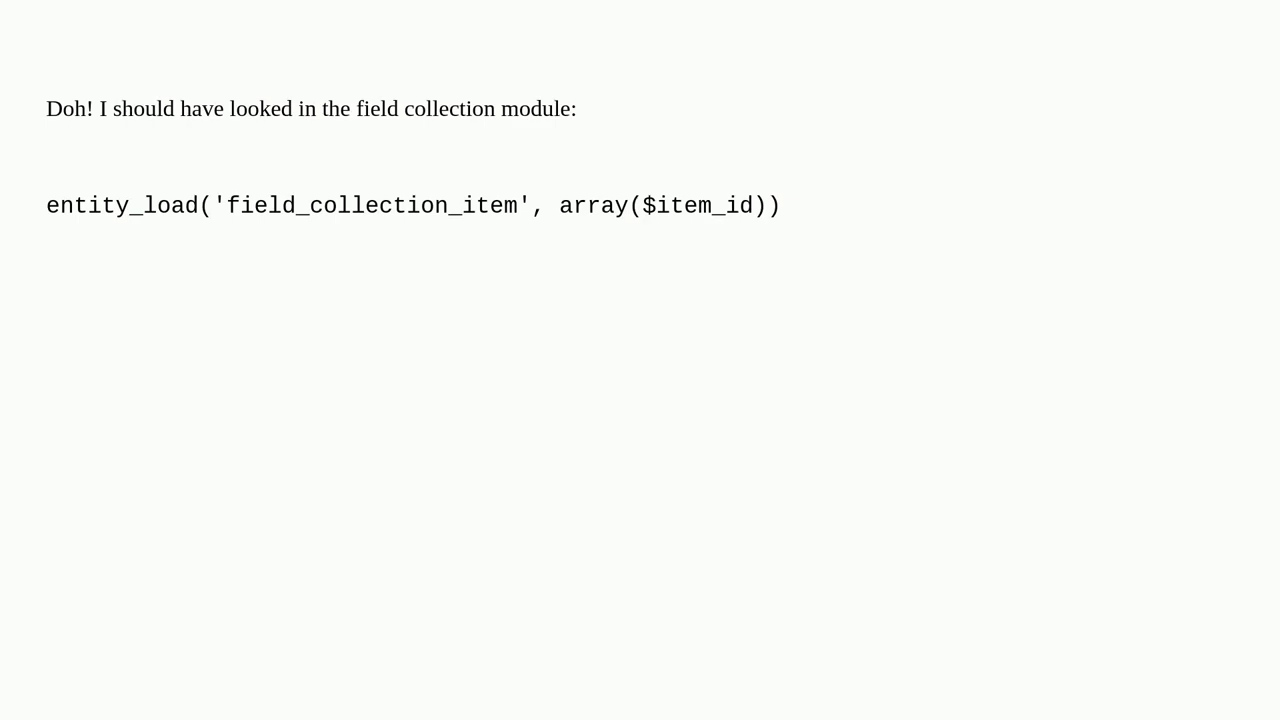 Doh! I should have looked in the field collection module:
entity_load('field_collection_item', array($item_id))